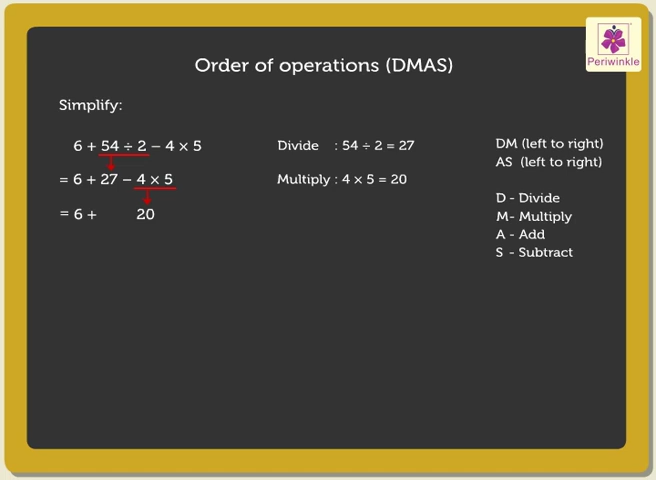 Periwinkle
Order of operations (DMAS)
Simplify:
6 + 54 ÷ 2 − 4 × 5
Divide : 54 ÷ 2 = 27
DM (left to right)
AS (left to right)
= 6 + 27 − 4 × 5
Multiply : 4 × 5 = 20
D - Divide
M- Multiply
= 6 + 20
A - Add
S - Subtract